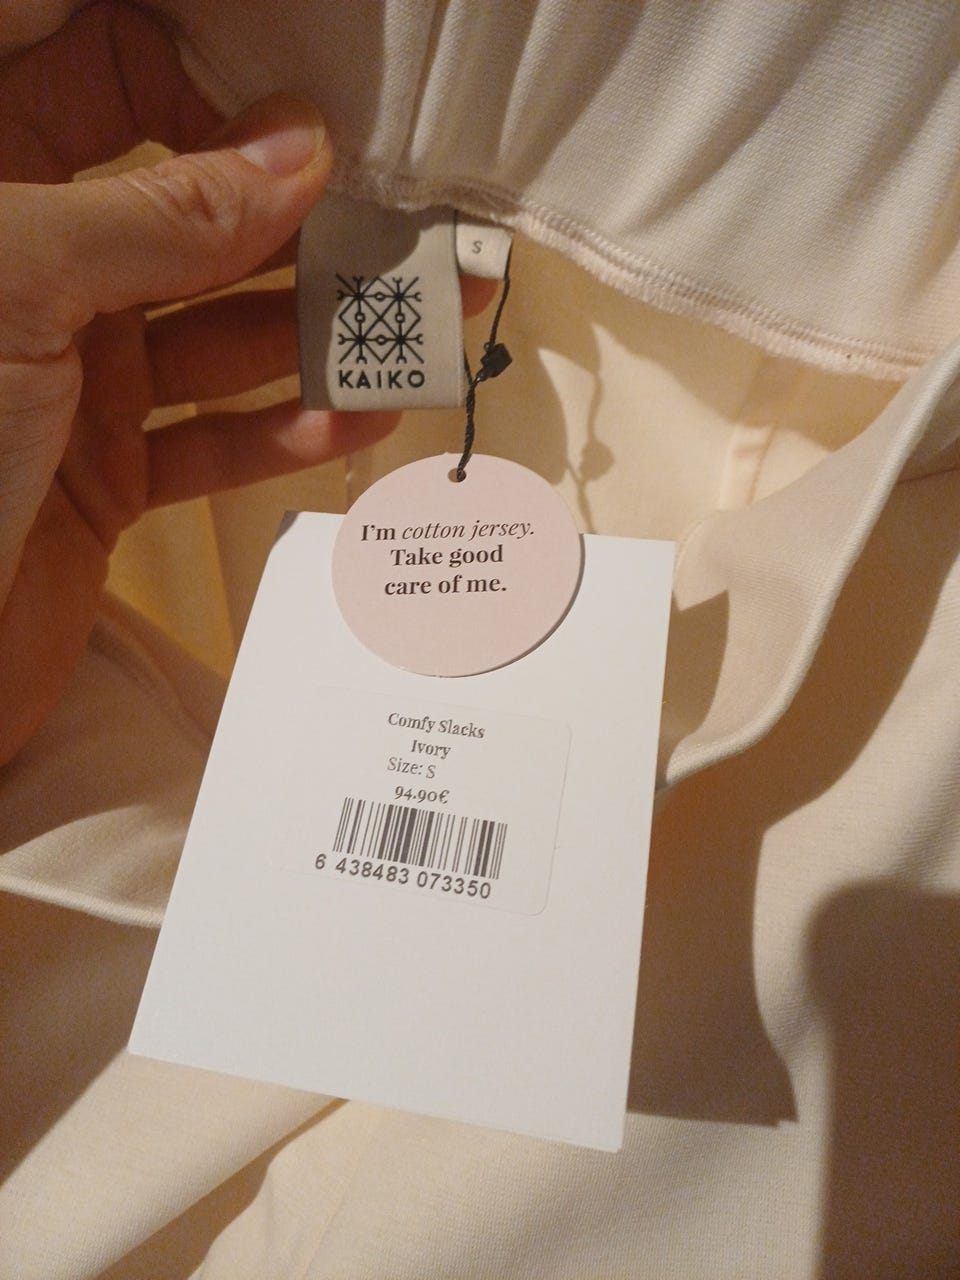 S
KAIKO
I'm cotton jersey.
Take good
care of me.
Comfy Slacks
Ivory
Size: S
94.90€
6 438483 073350